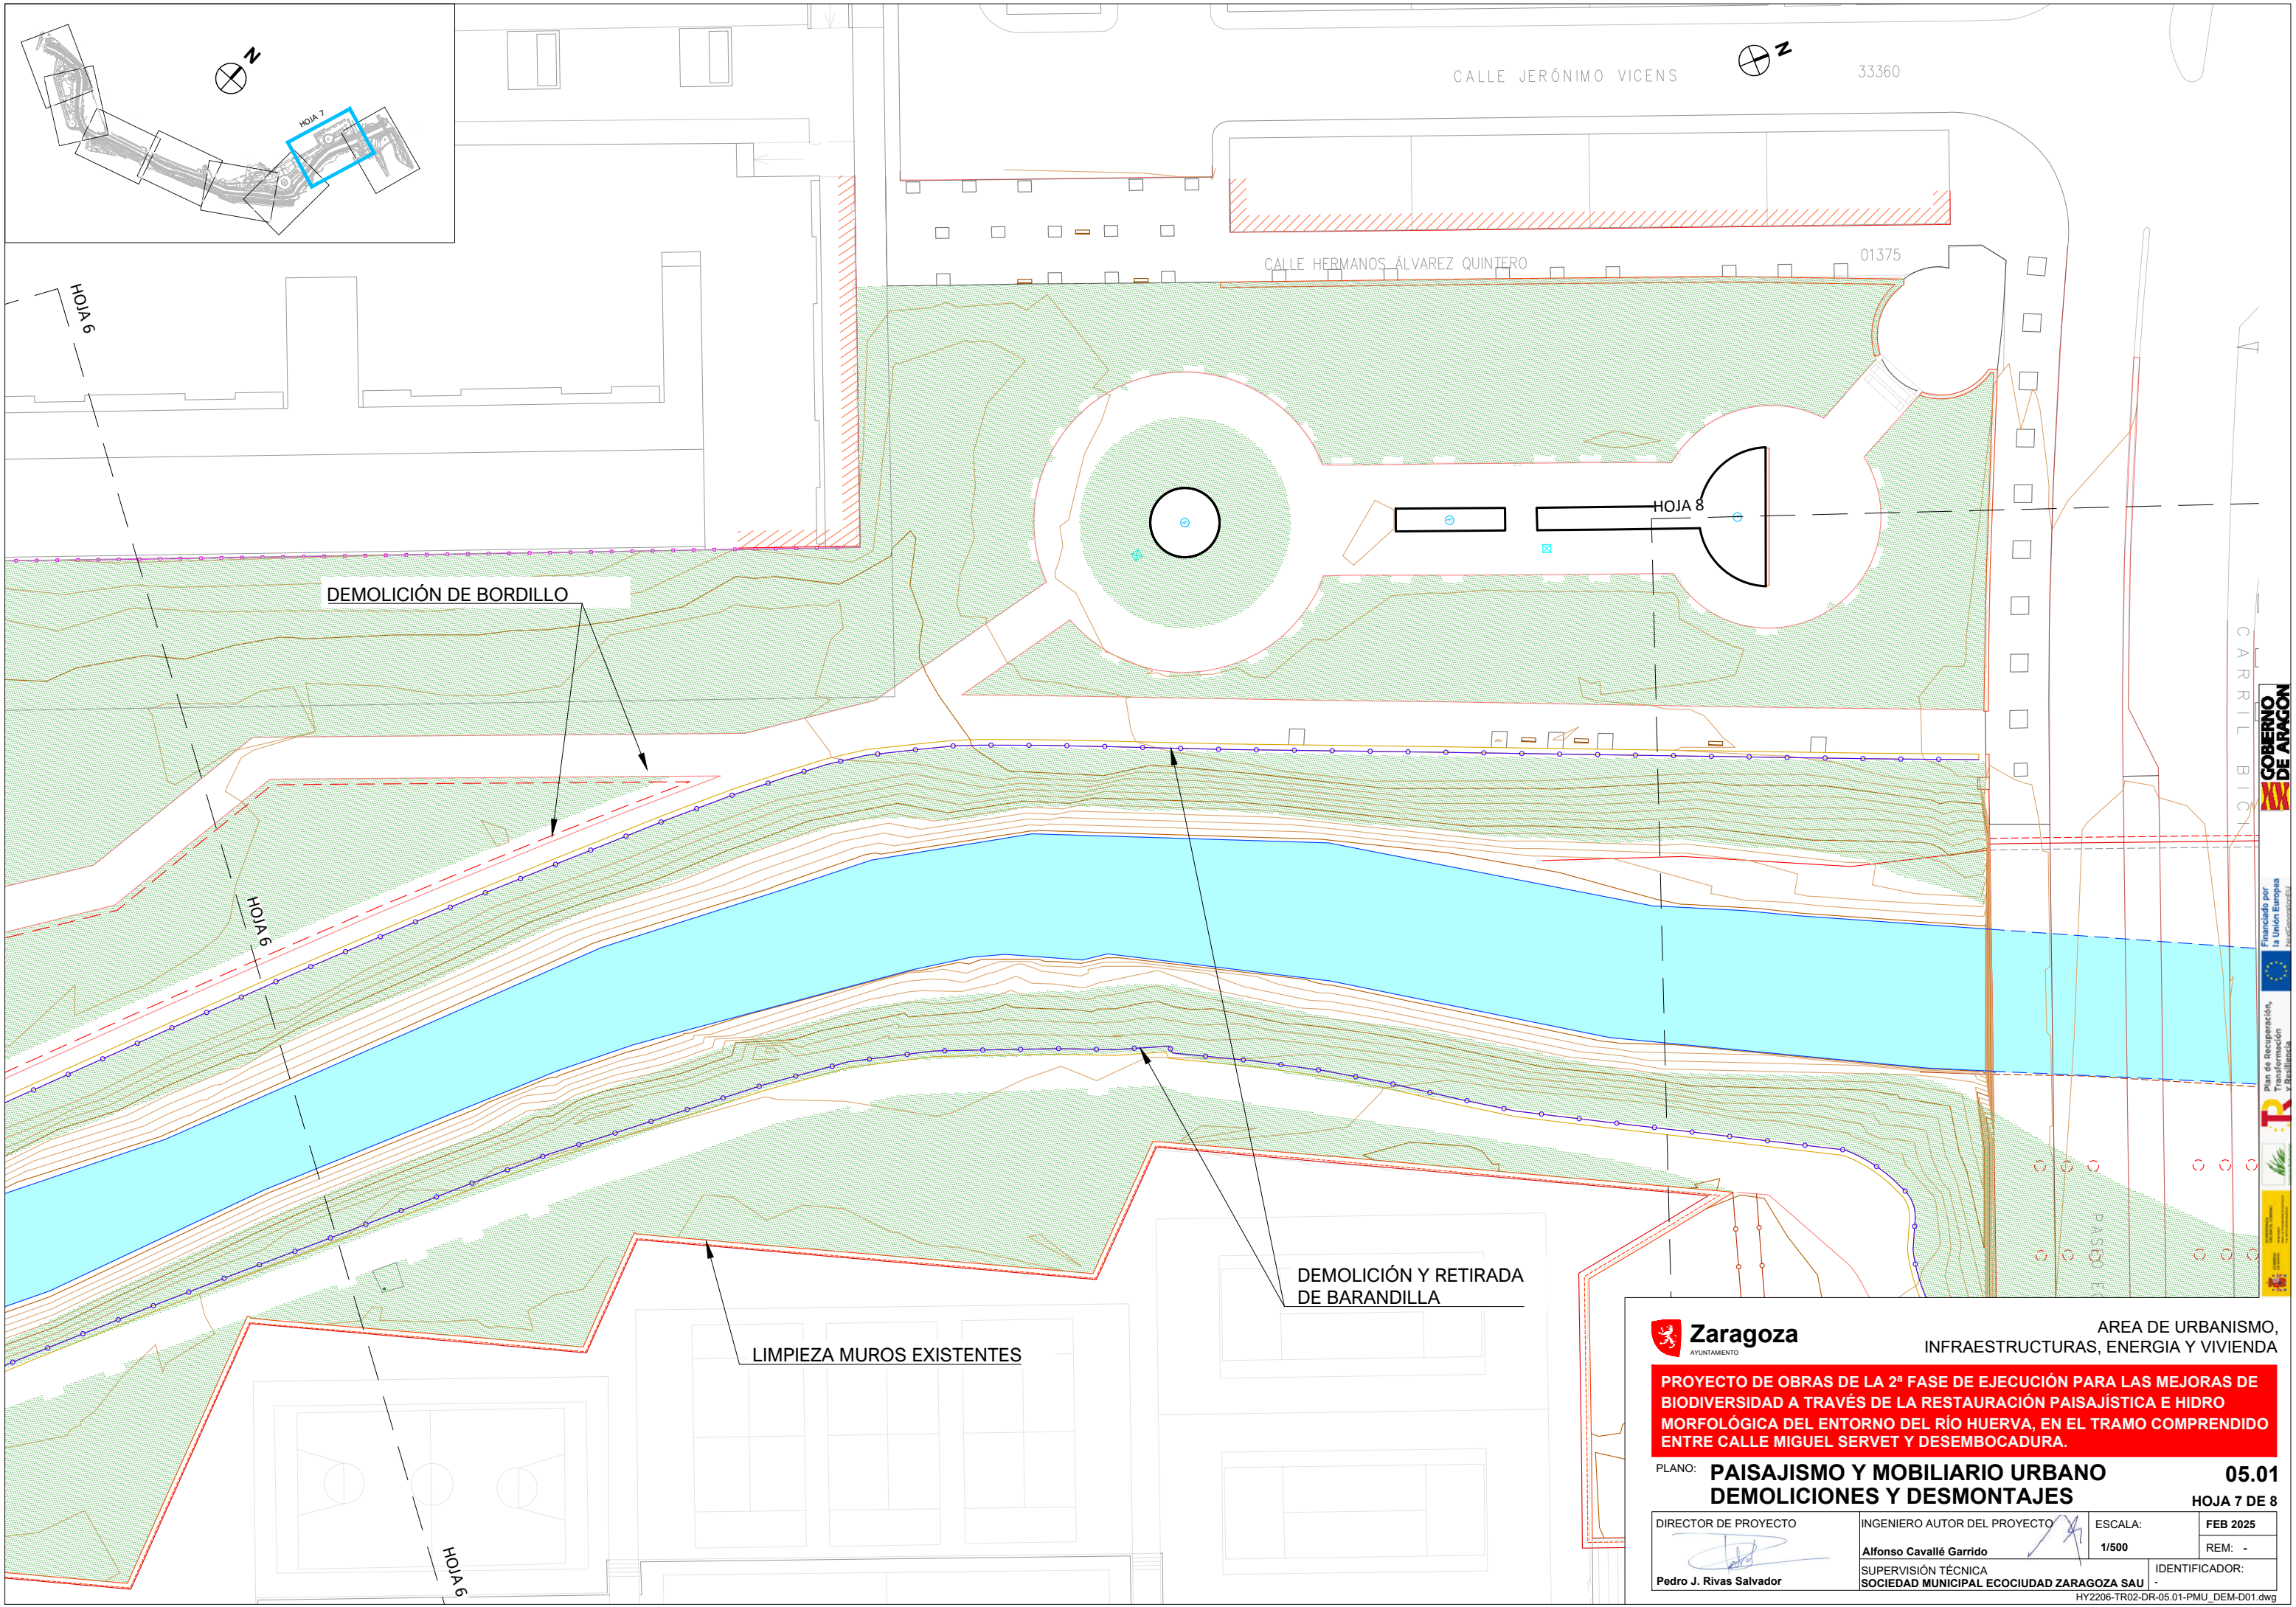 N
HOJA 7
N
CALLE JERÓNIMO VICENS
33360
01375
CALLE HERMANOS ÁLVAREZ QUINTERO
HOJA 6
HOJA 8
DEMOLICIÓN DE BORDILLO
CARRIL BICI
HOJA 6
PASEO
DEMOLICIÓN Y RETIRADA
DE BARANDILLA
LIMPIEZA MUROS EXISTENTES
HOJA 6
GOBIERNO
DE ARAGON
Financiado por
la Unión Europea
NextGenerationEU
Plan de Recuperación,
Transformación
y Resiliencia
Zaragoza
AYUNTAMIENTO
AREA DE URBANISMO,
INFRAESTRUCTURAS, ENERGIA Y VIVIENDA
PROYECTO DE OBRAS DE LA 2ª FASE DE EJECUCIÓN PARA LAS MEJORAS DE
BIODIVERSIDAD A TRAVÉS DE LA RESTAURACIÓN PAISAJÍSTICA E HIDRO
MORFOLÓGICA DEL ENTORNO DEL RÍO HUERVA, EN EL TRAMO COMPRENDIDO
ENTRE CALLE MIGUEL SERVET Y DESEMBOCADURA.
PLANO: PAISAJISMO Y MOBILIARIO URBANO 05.01
DEMOLICIONES Y DESMONTAJES
HOJA 7 DE 8
DIRECTOR DE PROYECTO
Pedro J. Rivas Salvador
INGENIERO AUTOR DEL PROYECTO
Alfonso Cavallé Garrido
ESCALA:
1/500
FEB 2025
REM: -
SUPERVISIÓN TÉCNICA
SOCIEDAD MUNICIPAL ECOCIUDAD ZARAGOZA SAU
IDENTIFICADOR:
-
HY2206-TR02-DR-05.01-PMU_DEM-D01.dwg